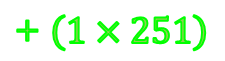 + (1 × 251)